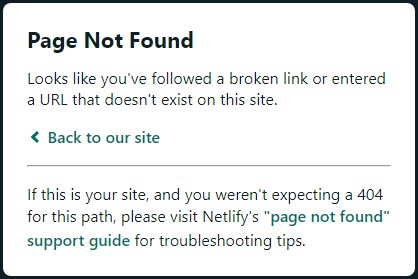 Page Not Found
Looks like you've followed a broken link or entered
a URL that doesn't exist on this site.
Back to our site
If this is your site, and you weren't expecting a 404
for this path, please visit Netlify's "page not found"
support guide for troubleshooting tips.